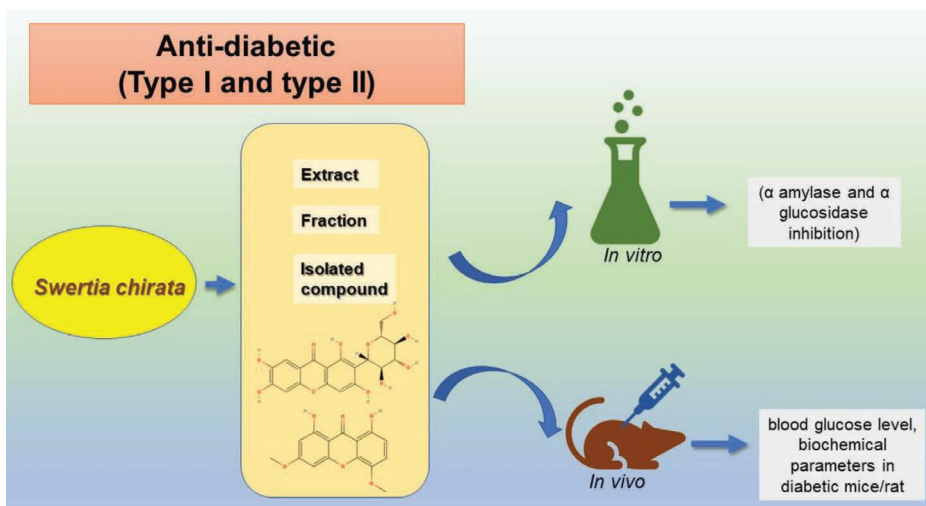 Anti-diabetic
(Type I and type II)
Extract
Fraction
Isolated
compound
Swertia chirata
In vitro
(α amylase and α
glucosidase
inhibition)
In vivo
blood glucose level,
biochemical
parameters in
diabetic mice/rat